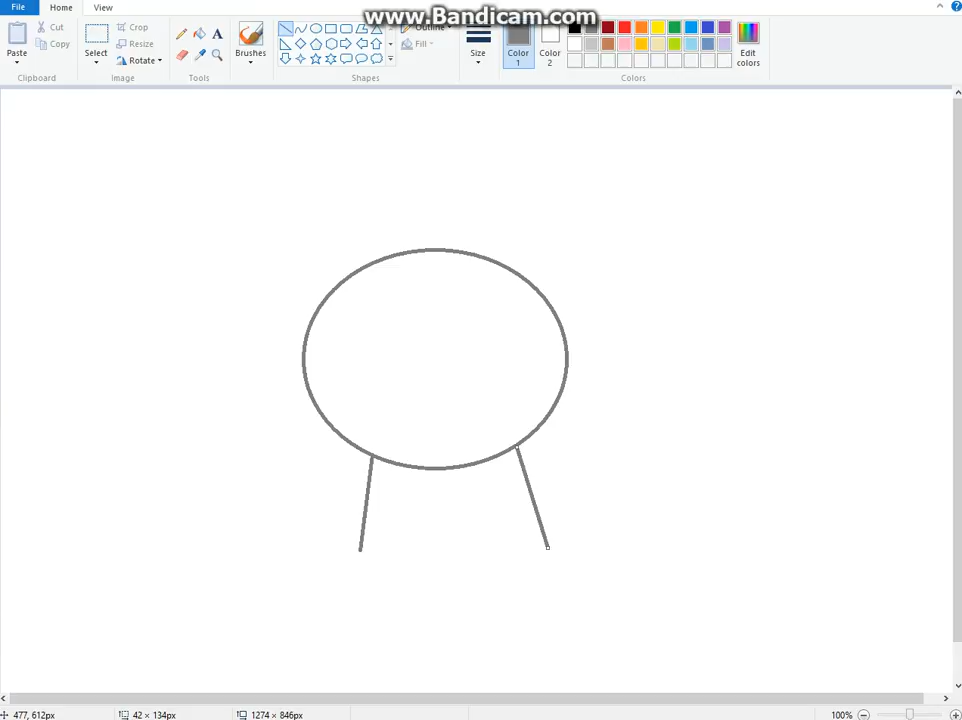 www.Bandicam.com
File Home View
Paste
Cut
Copy
Clipboard
Select
Crop
Resize
Rotate
Image
A
Tools
Brushes
Shapes
Outline
Fill
Size
Color
1
Color
2
Edit
colors
Colors
477, 612px
42 × 134px
1274 × 846px
100%